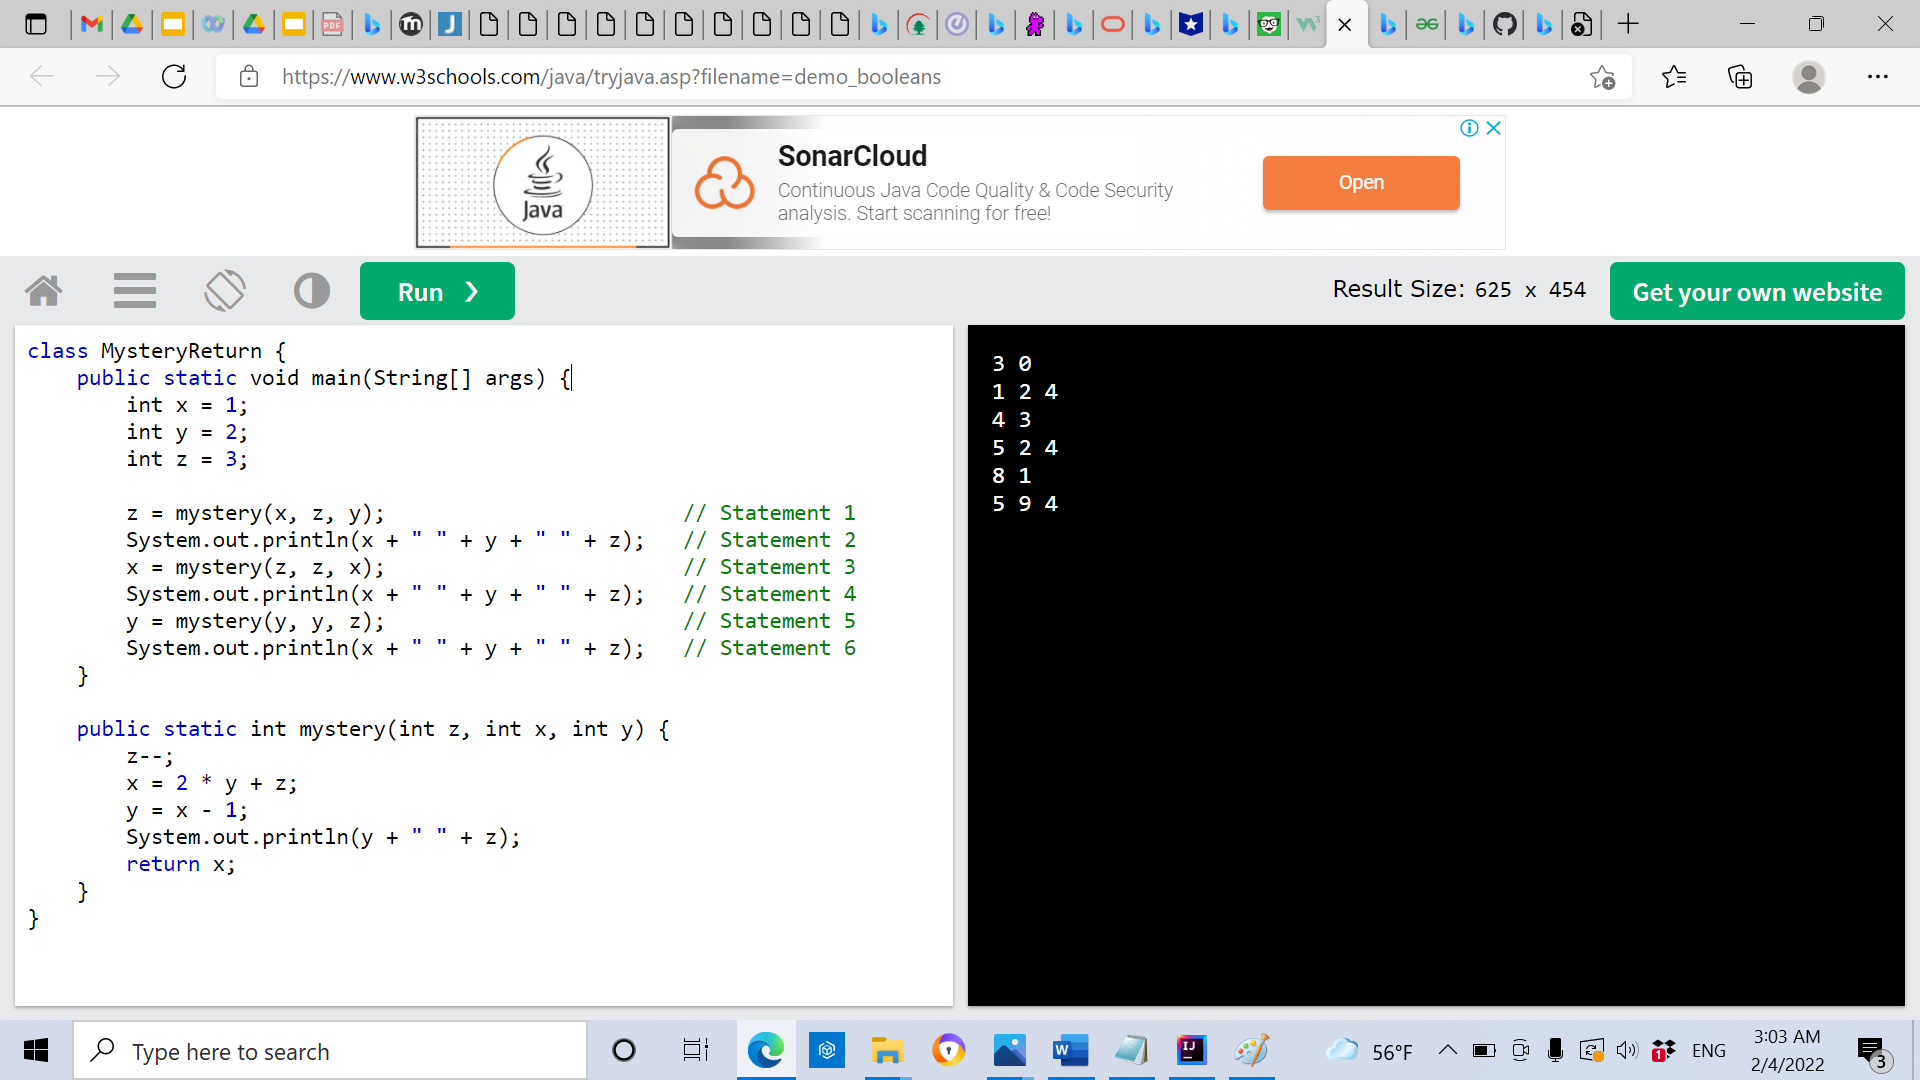 https://www.w3schools.com/java/tryjava.asp?filename=demo_booleans
Java
SonarCloud
Continuous Java Code Quality & Code Security
analysis. Start scanning for free!
Open
Run ❯
Result Size: 625 x 454
Get your own website
class MysteryReturn {
    public static void main(String[] args) {
        int x = 1;
        int y = 2;
        int z = 3;
        z = mystery(x, z, y);                        // Statement 1
        System.out.println(x + " " + y + " " + z);   // Statement 2
        x = mystery(z, z, x);                        // Statement 3
        System.out.println(x + " " + y + " " + z);   // Statement 4
        y = mystery(y, y, z);                        // Statement 5
        System.out.println(x + " " + y + " " + z);   // Statement 6
    }
    public static int mystery(int z, int x, int y) {
        z--;
        x = 2 * y + z;
        y = x - 1;
        System.out.println(y + " " + z);
        return x;
    }
}
3 0
1 2 4
4 3
5 2 4
8 1
5 9 4
Type here to search
56°F
ENG
3:03 AM
2/4/2022
3